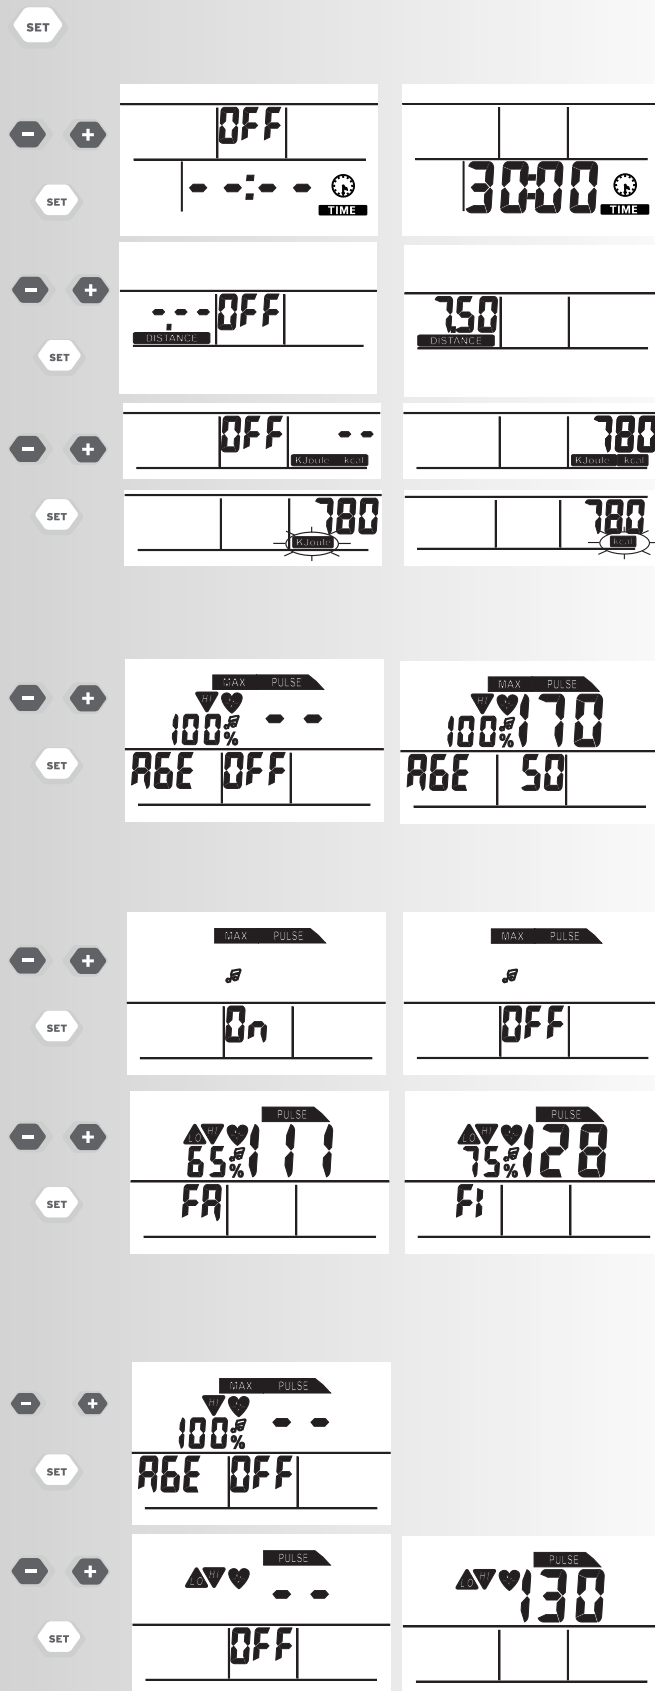 SET
OFF
--:-- TIME
30:00 TIME
SET
-.-- OFF
DISTANCE
7.50
DISTANCE
SET
OFF --
KJoule kcal
780
KJoule kcal
SET
780
KJoule
780
kcal
MAX PULSE
HI
100% --
AGE OFF
MAX PULSE
HI
100% 170
AGE 50
SET
MAX PULSE
On
MAX PULSE
OFF
SET
PULSE
LO HI
65% 111
FA
PULSE
LO HI
75% 128
FI
SET
MAX PULSE
HI
100% --
AGE OFF
SET
PULSE
LO HI
--
OFF
PULSE
LO HI
130
SET